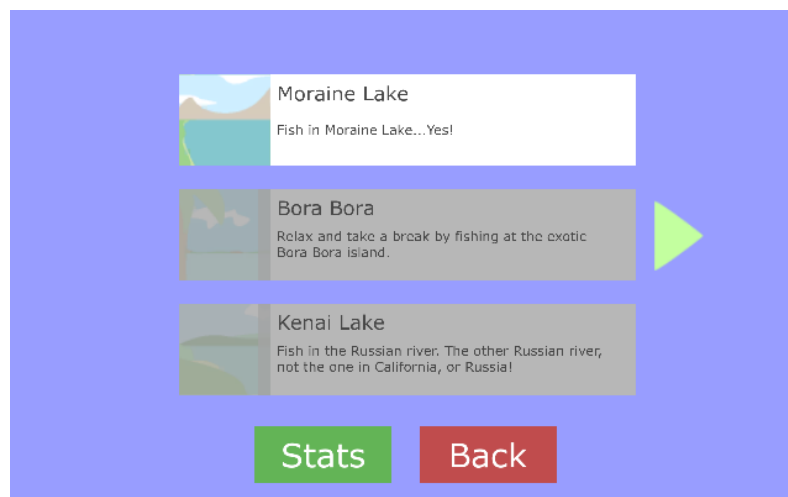 Moraine Lake
Fish in Moraine Lake...Yes!
Bora Bora
Relax and take a break by fishing at the exotic
Bora Bora island.
Kenai Lake
Fish in the Russian river. The other Russian river,
not the one in California, or Russia!
Stats
Back